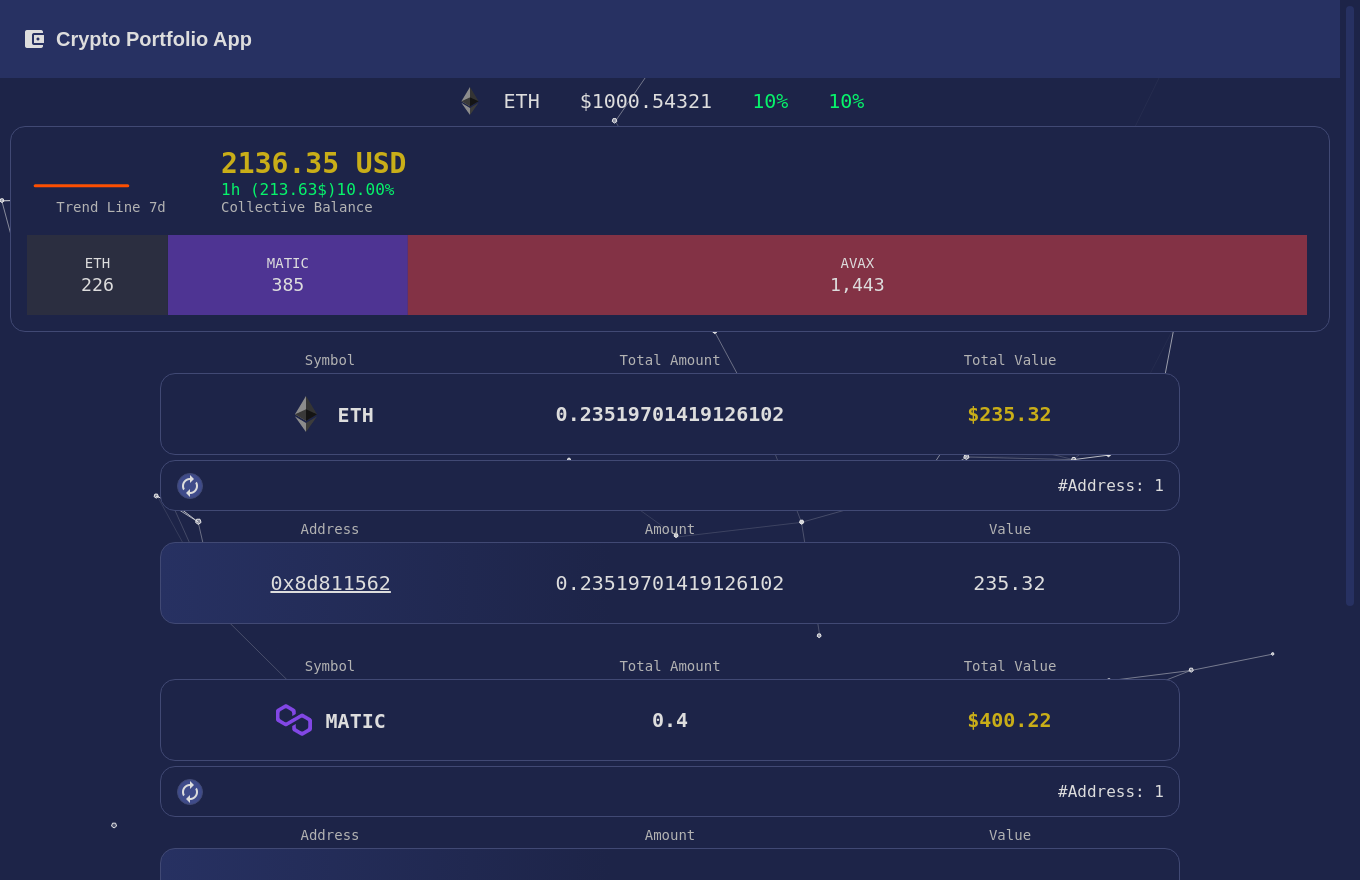 Crypto Portfolio App
ETH $1000.54321 10% 10%
2136.35 USD
1h (213.63$)10.00%
Trend Line 7d Collective Balance
ETH MATIC AVAX
226 385 1,443
Symbol Total Amount Total Value
ETH 0.23519701419126102 $235.32
#Address: 1
Address Amount Value
0x8d811562 0.23519701419126102 235.32
Symbol Total Amount Total Value
MATIC 0.4 $400.22
#Address: 1
Address Amount Value